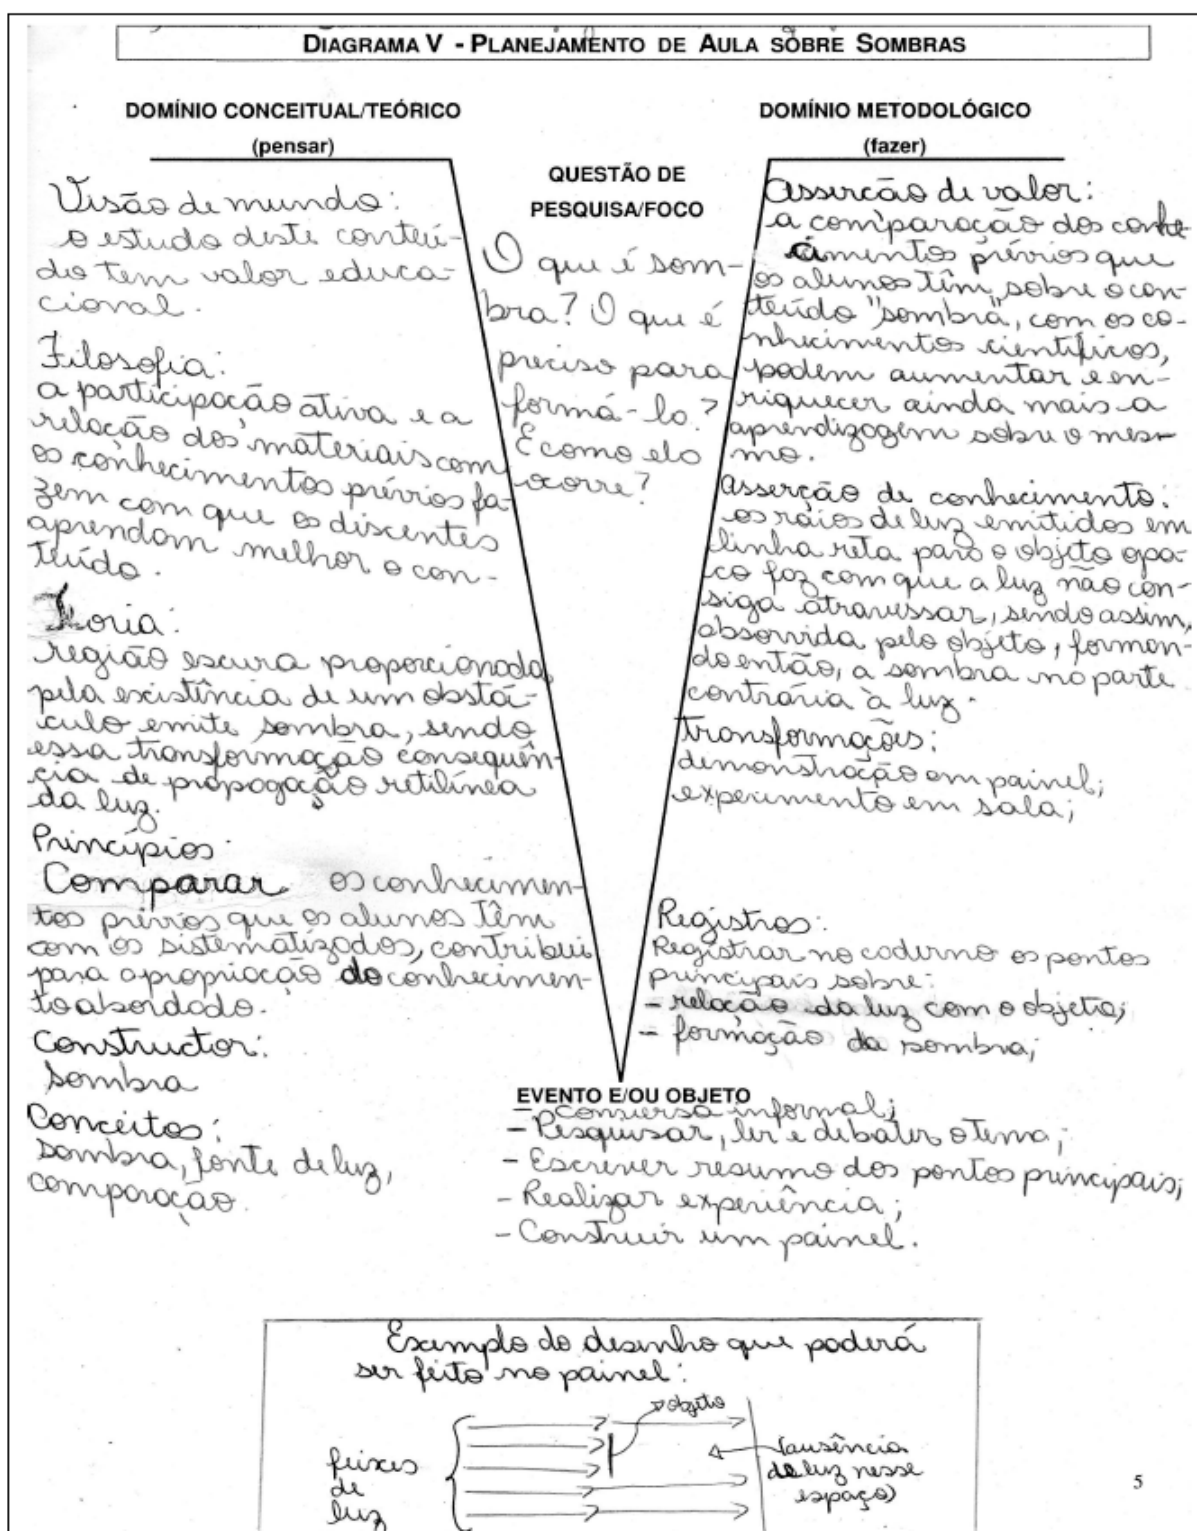 DIAGRAMA V - PLANEJAMENTO DE AULA SOBRE SOMBRAS
DOMÍNIO CONCEITUAL/TEÓRICO
(pensar)
Visão de mundo:
o estudo deste conteú-
do tem valor educa-
cional.
Filosofia:
a participação ativa e a
relação dos materiais com
os conhecimentos prévios fa-
zem com que os discentes
aprendam melhor o con-
teúdo.
Teoria:
região escura proporcionada
pela existência de um obstá-
culo emite sombra, sendo
essa transformação consequên-
cia de propagação retilínea
da luz.
Princípios:
Comparar os conhecimen-
tos prévios que os alunos têm
com os sistematizados, contribui
para apropriação do conhecimen-
to abordado.
Constructor:
Sombra
Conceitos:
Sombra, fonte de luz,
comparação.
QUESTÃO DE
PESQUISA/FOCO
O que é som-
bra? O que é
preciso para
formá-la?
E como ela
ocorre?
DOMÍNIO METODOLÓGICO
(fazer)
Asserção de valor:
a comparação dos conhe
cimentos prévios que
os alunos têm, sobre o con-
teúdo "sombra", com os co-
nhecimentos científicos,
podem aumentar e en-
riquecer ainda mais a
aprendizagem sobre o mes-
mo.
Asserção de conhecimento:
os raios de luz emitidos em
linha reta para o objeto opa-
co faz com que a luz não con-
siga atravessar, sendo assim,
absorvida pelo objeto, forman-
do então, a sombra na parte
contrária à luz.
Transformações:
demonstração em painel;
experimento em sala;
Registros:
Registrar no caderno os pontos
principais sobre:
- relação da luz com o objeto;
- formação da sombra;
EVENTO E/OU OBJETO
- conversa informal;
- Pesquisar, ler e debater o tema;
- Escrever resumo dos pontos principais;
- Realizar experiência;
- Construir um painel.
Exemplo do desenho que poderá
ser feito no painel:
objeto
feixes
de
luz
(ausência
de luz nesse
espaço)
5